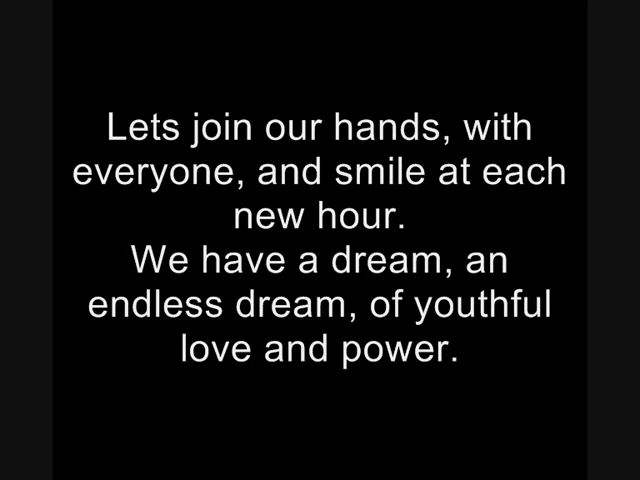 Lets join our hands, with
everyone, and smile at each
new hour.
We have a dream, an
endless dream, of youthful
love and power.